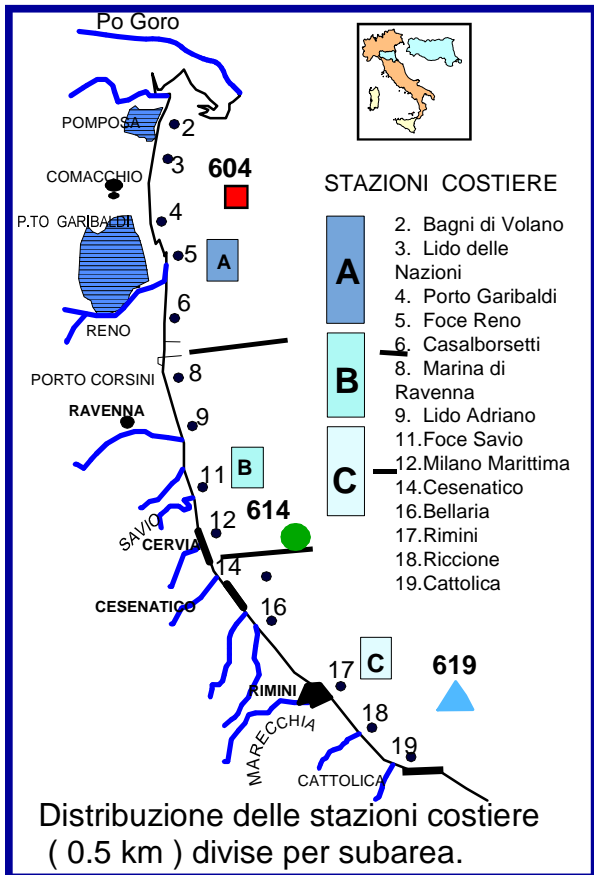 Po Goro
POMPOSA
2
3
604
COMACCHIO
4
P.TO GARIBALDI
5
A
6
RENO
PORTO CORSINI
8
RAVENNA
9
11
B
614
SAVIO
12
CERVIA
14
CESENATICO
16
17
C
619
RIMINI
MARECCHIA
18
19
CATTOLICA
STAZIONI COSTIERE
A
B
C
2. Bagni di Volano
3. Lido delle
Nazioni
4. Porto Garibaldi
5. Foce Reno
6. Casalborsetti
8. Marina di
Ravenna
9. Lido Adriano
11.Foce Savio
12.Milano Marittima
14.Cesenatico
16.Bellaria
17.Rimini
18.Riccione
19.Cattolica
Distribuzione delle stazioni costiere
( 0.5 km ) divise per subarea.